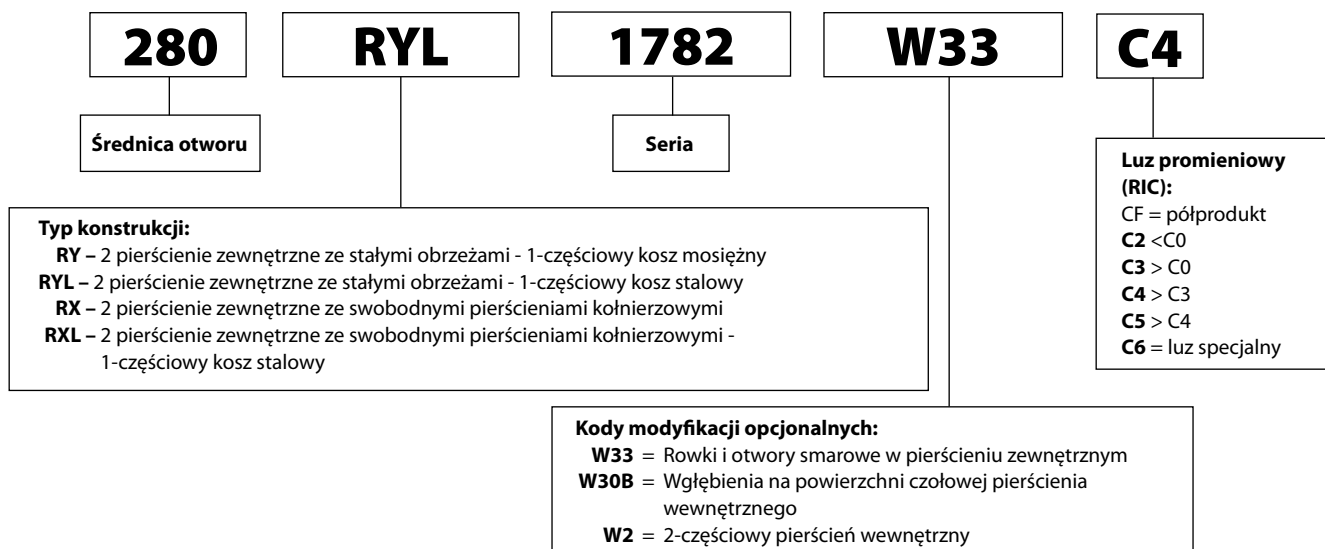 280 RYL 1782 W33 C4
Średnica otworu
Seria
Luz promieniowy
(RIC):
CF = półprodukt
C2 <C0
C3 > C0
C4 > C3
C5 > C4
C6 = luz specjalny
Typ konstrukcji:
RY – 2 pierścienie zewnętrzne ze stałymi obrzeżami - 1-częściowy kosz mosiężny
RYL – 2 pierścienie zewnętrzne ze stałymi obrzeżami - 1-częściowy kosz stalowy
RX – 2 pierścienie zewnętrzne ze swobodnymi pierścieniami kołnierzowymi
RXL – 2 pierścienie zewnętrzne ze swobodnymi pierścieniami kołnierzowymi -
1-częściowy kosz stalowy
Kody modyfikacji opcjonalnych:
W33 = Rowki i otwory smarowe w pierścieniu zewnętrznym
W30B = Wgłębienia na powierzchni czołowej pierścienia
wewnętrznego
W2 = 2-częściowy pierścień wewnętrzny